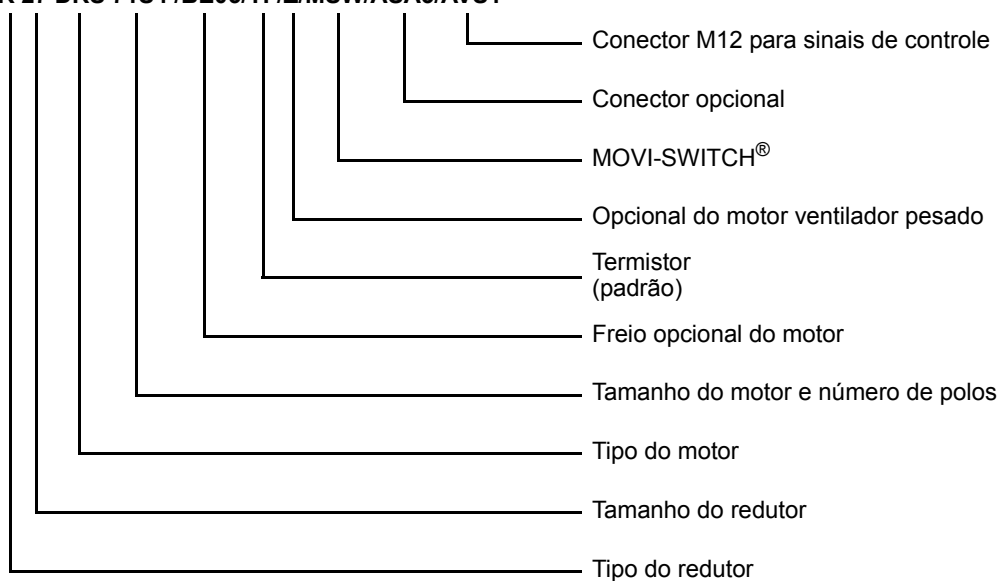 Conector M12 para sinais de controle
Conector opcional
MOVI-SWITCH®
Opcional do motor ventilador pesado
Termistor
(padrão)
Freio opcional do motor
Tamanho do motor e número de polos
Tipo do motor
Tamanho do redutor
Tipo do redutor